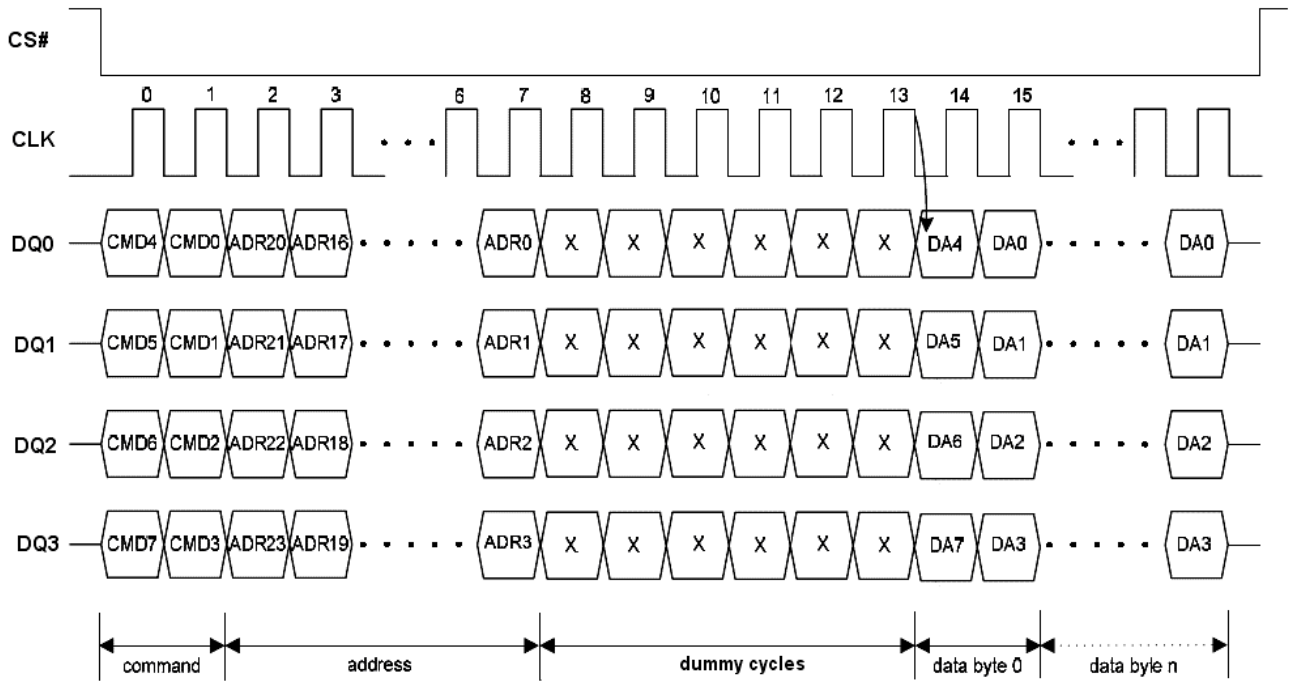 CS#
0 1 2 3 6 7 8 9 10 11 12 13 14 15
CLK
DQ0 CMD4 CMD0 ADR20 ADR16 ADR0 X X X X X X DA4 DA0 DA0
DQ1 CMD5 CMD1 ADR21 ADR17 ADR1 X X X X X X DA5 DA1 DA1
DQ2 CMD6 CMD2 ADR22 ADR18 ADR2 X X X X X X DA6 DA2 DA2
DQ3 CMD7 CMD3 ADR23 ADR19 ADR3 X X X X X X DA7 DA3 DA3
command address dummy cycles data byte 0 data byle n